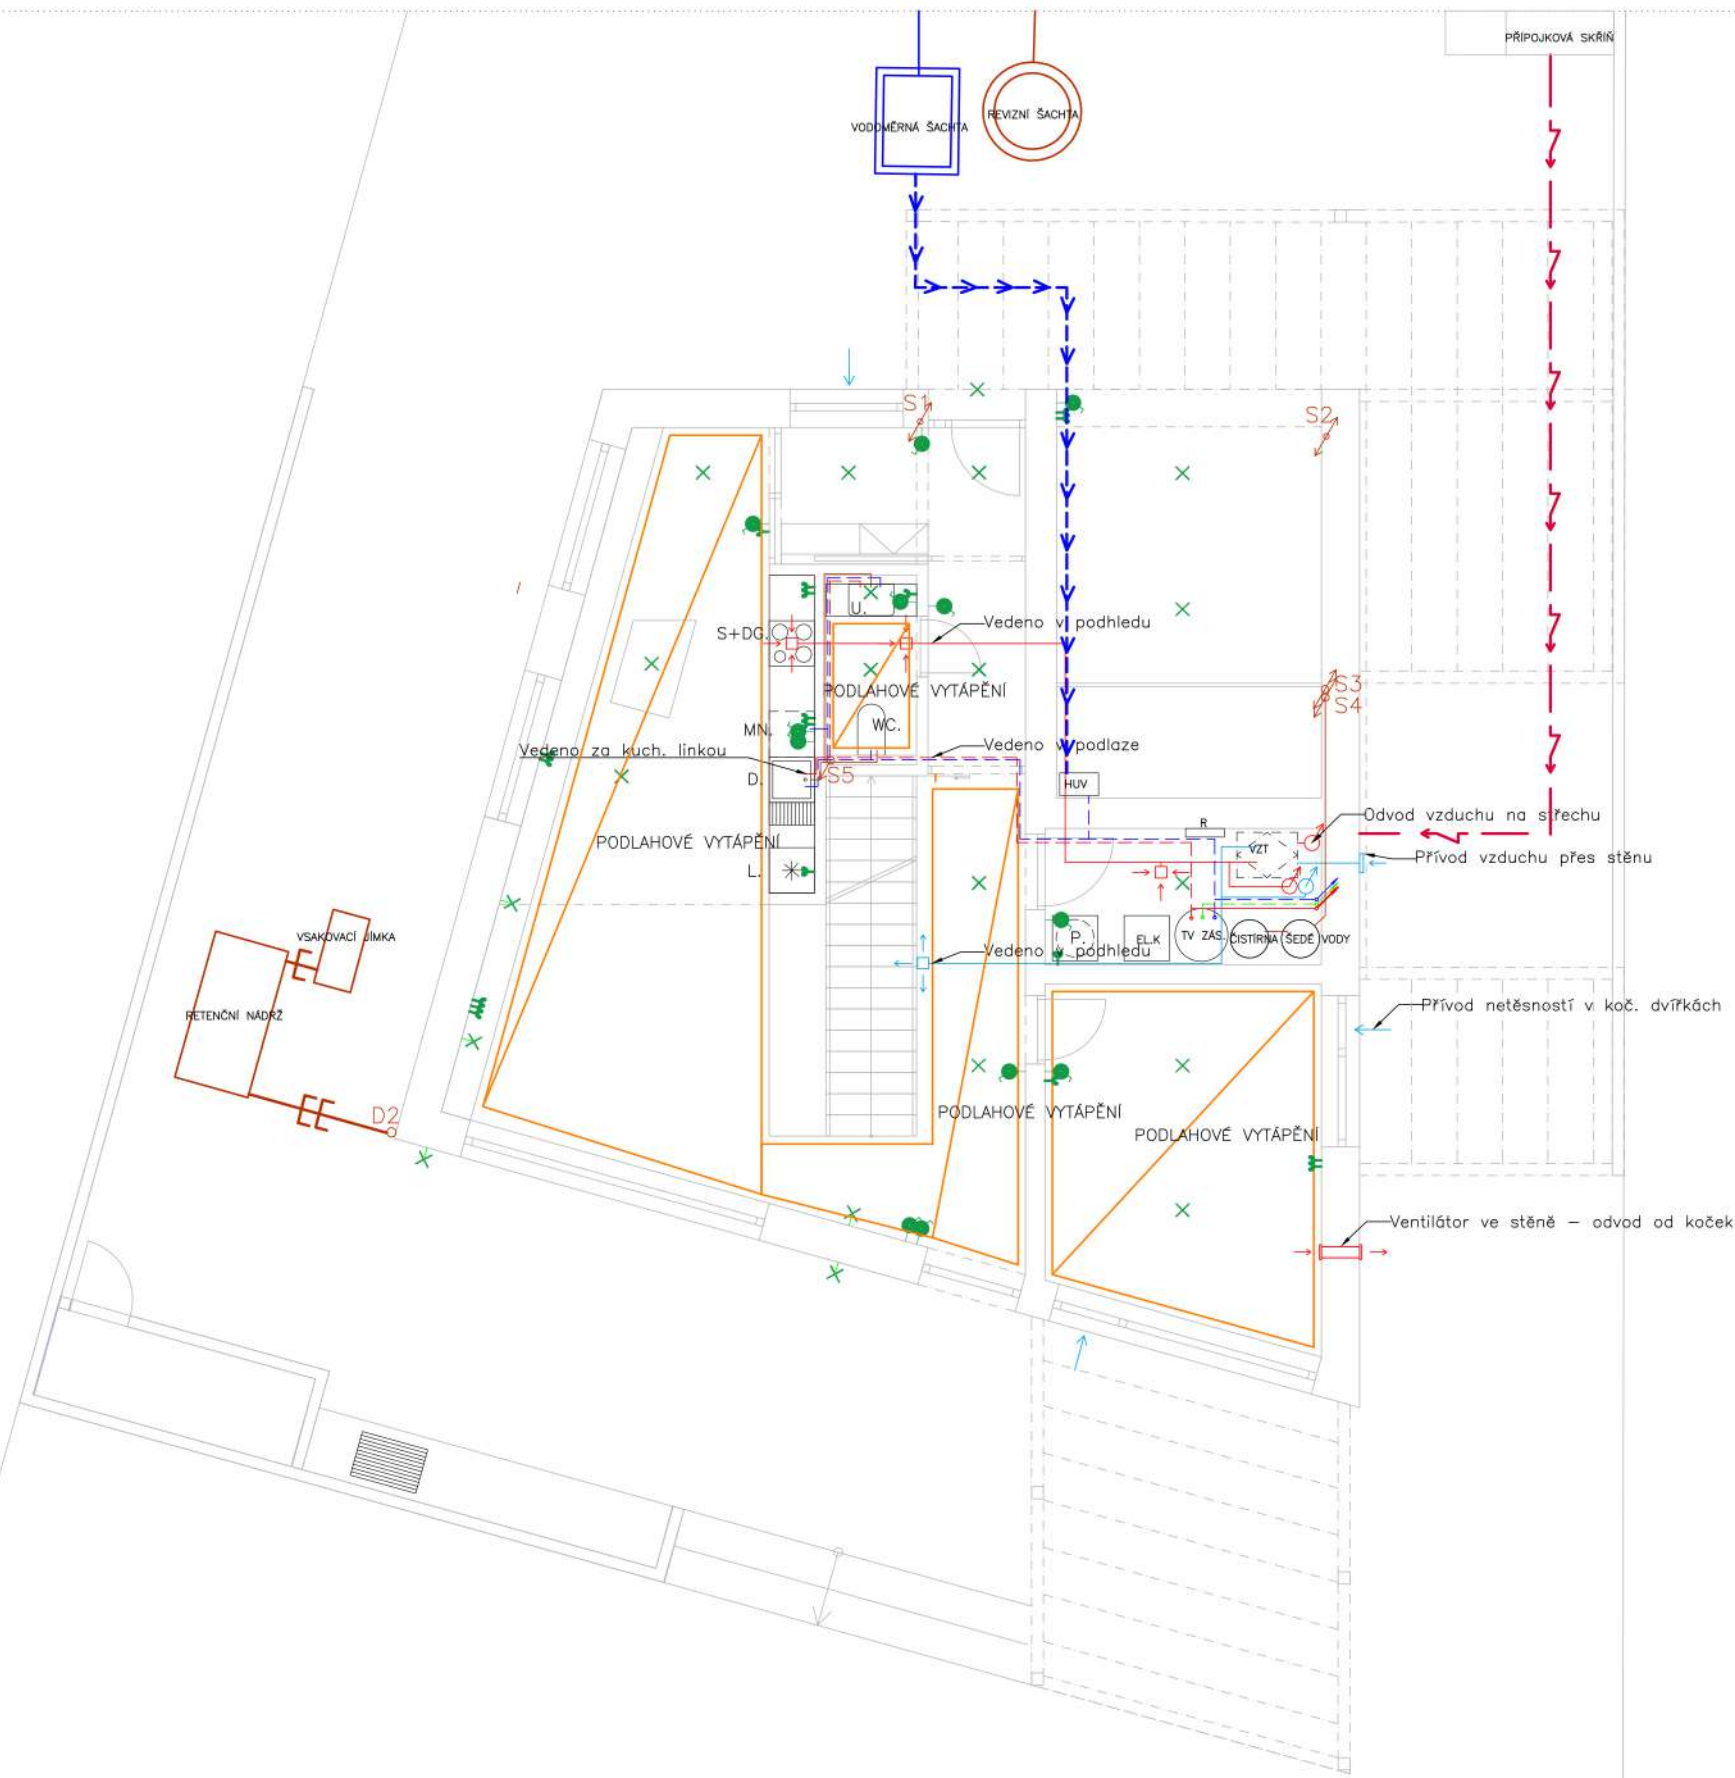 PŘÍPOJKOVÁ SKŘÍŇ
VODOMĚRNÁ ŠACHTA
REVIZNÍ ŠACHTA
S1
S2
U.
S+DG.
Vedeno v podhledu
S3
S4
PODLAHOVÉ VYTÁPĚNÍ
WC.
MN.
Vedeno za kuch. linkou
Vedeno v podlaze
D.
S5
HUV
PODLAHOVÉ VYTÁPĚNÍ
R
VZT
Odvod vzduchu na střechu
Přívod vzduchu přes stěnu
L.
VSAKOVACÍ JÍMKA
P.
EL.K
TV ZÁS.
ČISTÍRNA
ŠEDÉ VODY
Vedeno v podhledu
RETENČNÍ NÁDRŽ
Přívod netěsností v koč. dvířkách
D2
PODLAHOVÉ VYTÁPĚNÍ
PODLAHOVÉ VYTÁPĚNÍ
Ventilátor ve stěně – odvod od koček